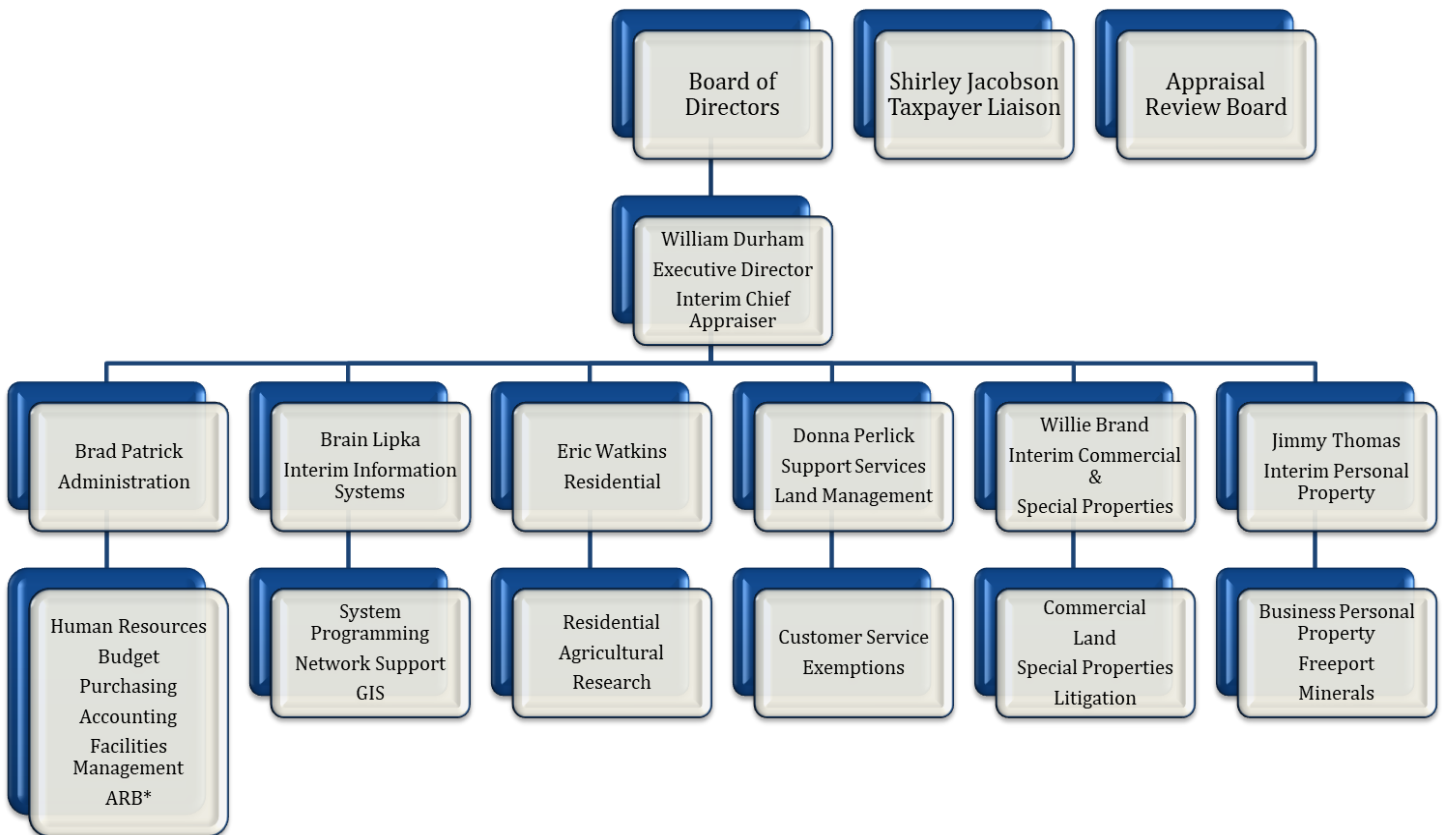 Board of
Directors
Shirley Jacobson
Taxpayer Liaison
Appraisal
Review Board
William Durham
Executive Director
Interim Chief
Appraiser
Brad Patrick
Administration
Brain Lipka
Interim Information
Systems
Eric Watkins
Residential
Donna Perlick
Support Services
Land Management
Willie Brand
Interim Commercial
&
Special Properties
Jimmy Thomas
Interim Personal
Property
Human Resources
Budget
Purchasing
Accounting
Facilities
Management
ARB*
System
Programming
Network Support
GIS
Residential
Agricultural
Research
Customer Service
Exemptions
Commercial
Land
Special Properties
Litigation
Business Personal
Property
Freeport
Minerals